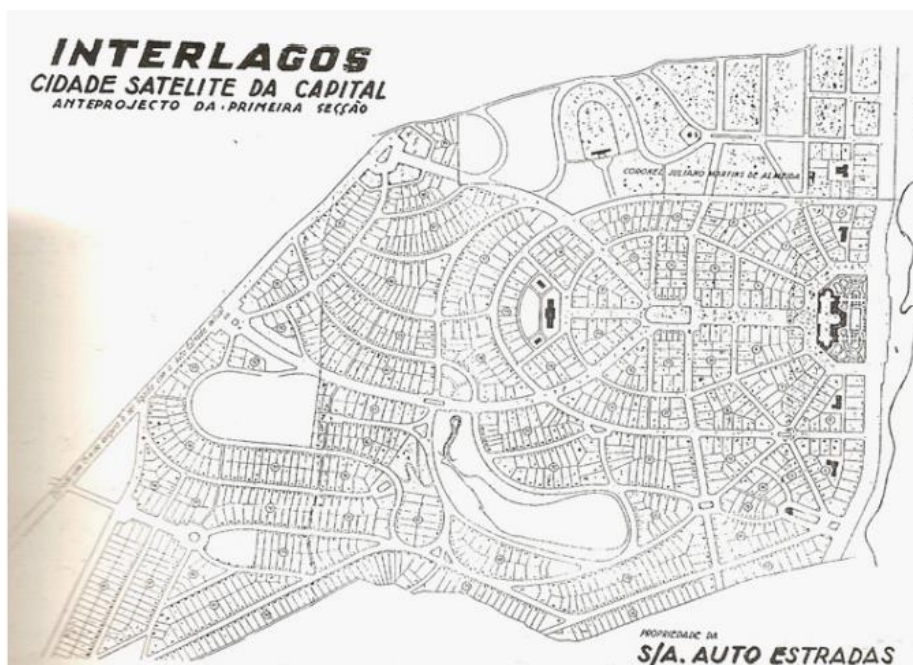 INTERLAGOS
CIDADE SATELITE DA CAPITAL
ANTEPROJECTO DA PRIMEIRA SECÇÃO
CORONEL JULIANO MARTINS DE ALMEIDA
PROPRIEDADE DA
S/A. AUTO ESTRADAS